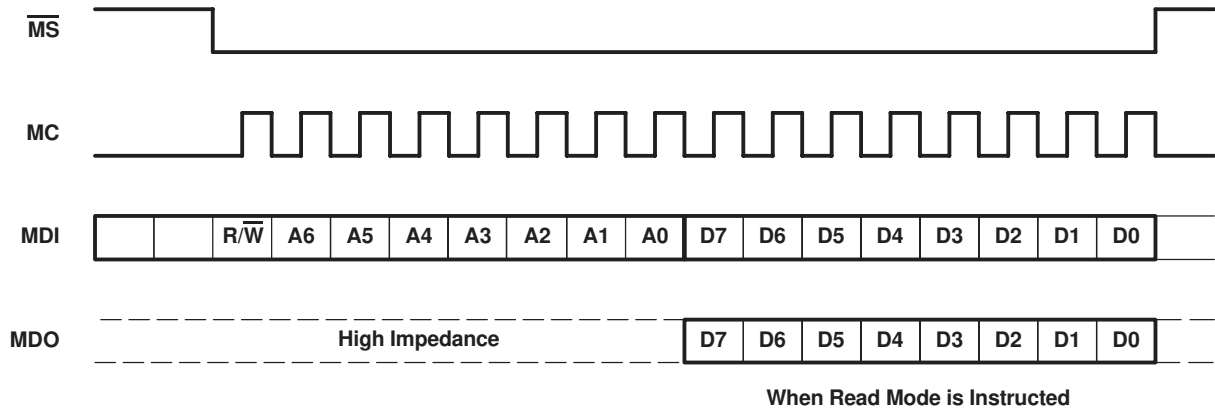 M̅S̅
MC
MDI R/W̅ A6 A5 A4 A3 A2 A1 A0 D7 D6 D5 D4 D3 D2 D1 D0
MDO High Impedance D7 D6 D5 D4 D3 D2 D1 D0
When Read Mode is Instructed